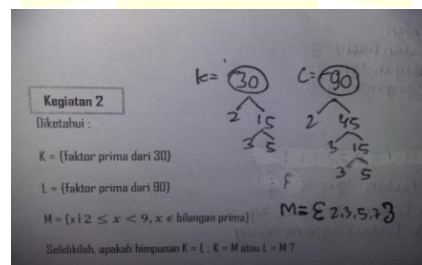 k= 30 C= 90
Kegiatan 2
2 15 2 45
Diketahui :
3 5 3 15
K = {faktor prima dari 30}
3 5
L = {faktor prima dari 90}
M = {x | 2 ≤ x < 9, x ϵ bilangan prima}
M= { 2,3,5,7}
Selidikilah, apakah himpunan K = L ; K = M atau L = M ?